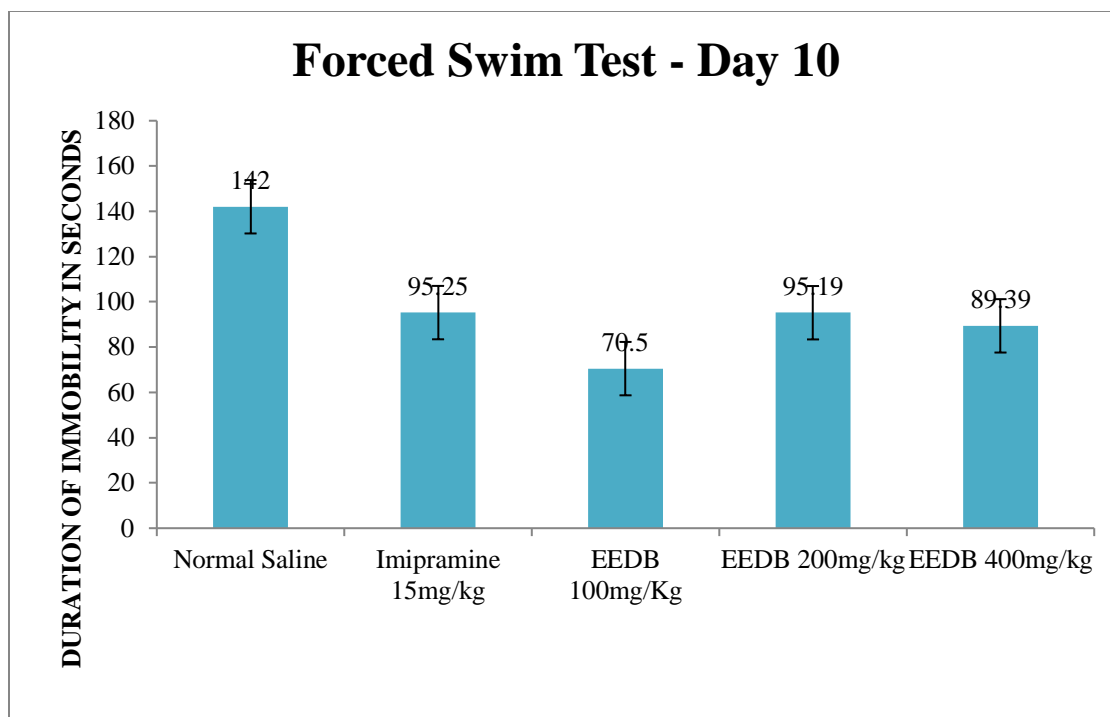 Forced Swim Test - Day 10
DURATION OF IMMOBILITY IN SECONDS
180
160
140
120
100
80
60
40
20
0
142
95.25
70.5
95.19
89.39
Normal Saline
Imipramine
15mg/kg
EEDB
100mg/Kg
EEDB 200mg/kg
EEDB 400mg/kg